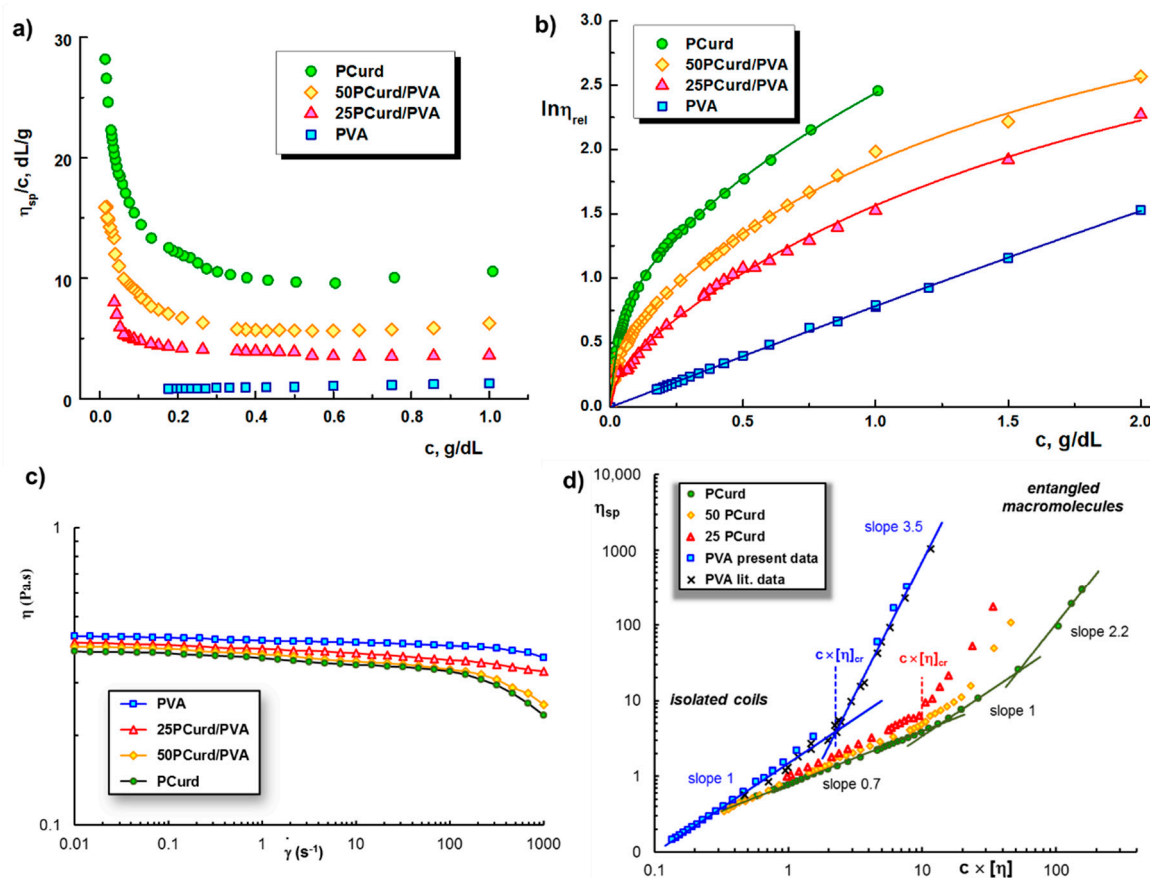 a)
30
20
10
0
ηsp/c, dL/g
PCurd
50PCurd/PVA
25PCurd/PVA
PVA
0.0 0.2 0.4 0.6 0.8 1.0
c, g/dL
b)
3.0
2.5
2.0
1.5
1.0
0.5
0.0
lnηrel
PCurd
50PCurd/PVA
25PCurd/PVA
PVA
0.0 0.5 1.0 1.5 2.0
c, g/dL
c)
1
0.1
η (Pa.s)
PVA
25PCurd/PVA
50PCurd/PVA
PCurd
0.01 0.1 1 10 100 1000
γ̇ (s⁻¹)
d)
10,000
1000
100
10
1
0
ηsp
PCurd
50 PCurd
25 PCurd
PVA present data
PVA lit. data
entangled
macromolecules
slope 3.5
slope 2.2
c×[η]cr
c×[η]cr
isolated coils
slope 1
slope 1
slope 0.7
0.1 1 10 100
c × [η]